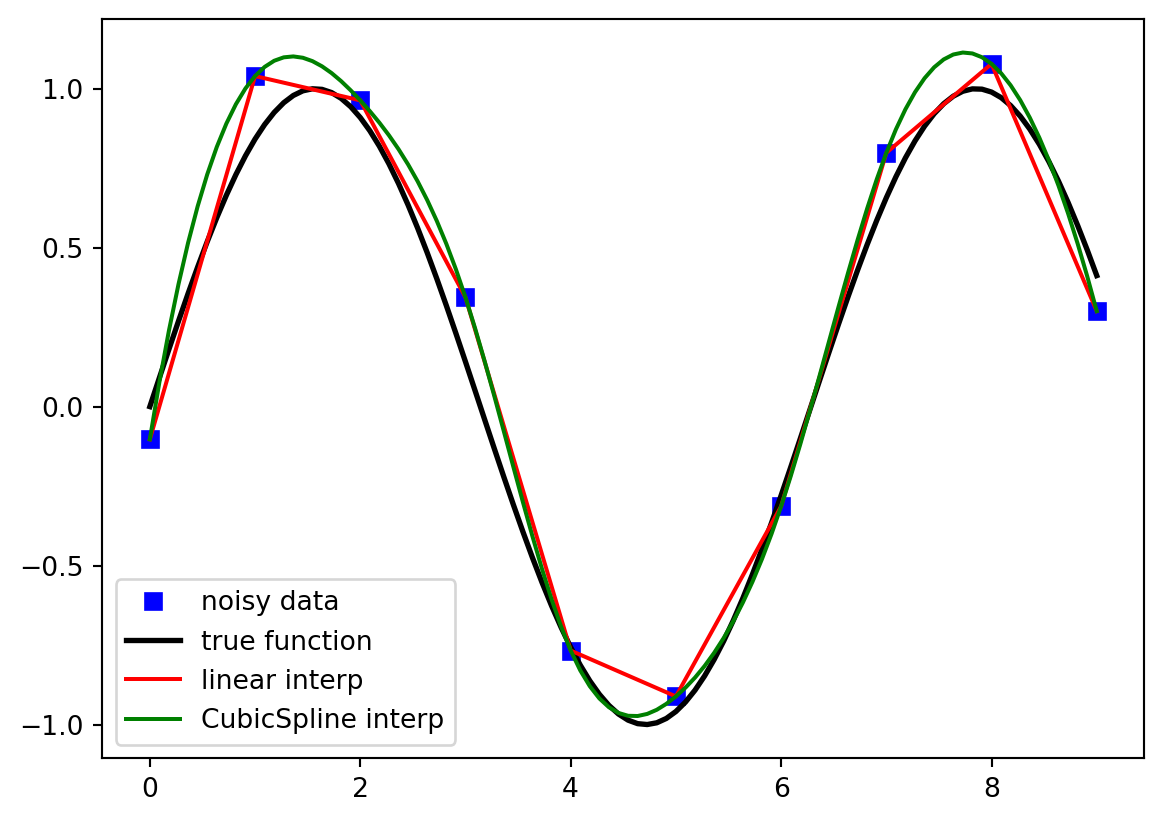 1.0
0.5
0.0
−0.5
−1.0
noisy data
true function
linear interp
CubicSpline interp
0 2 4 6 8